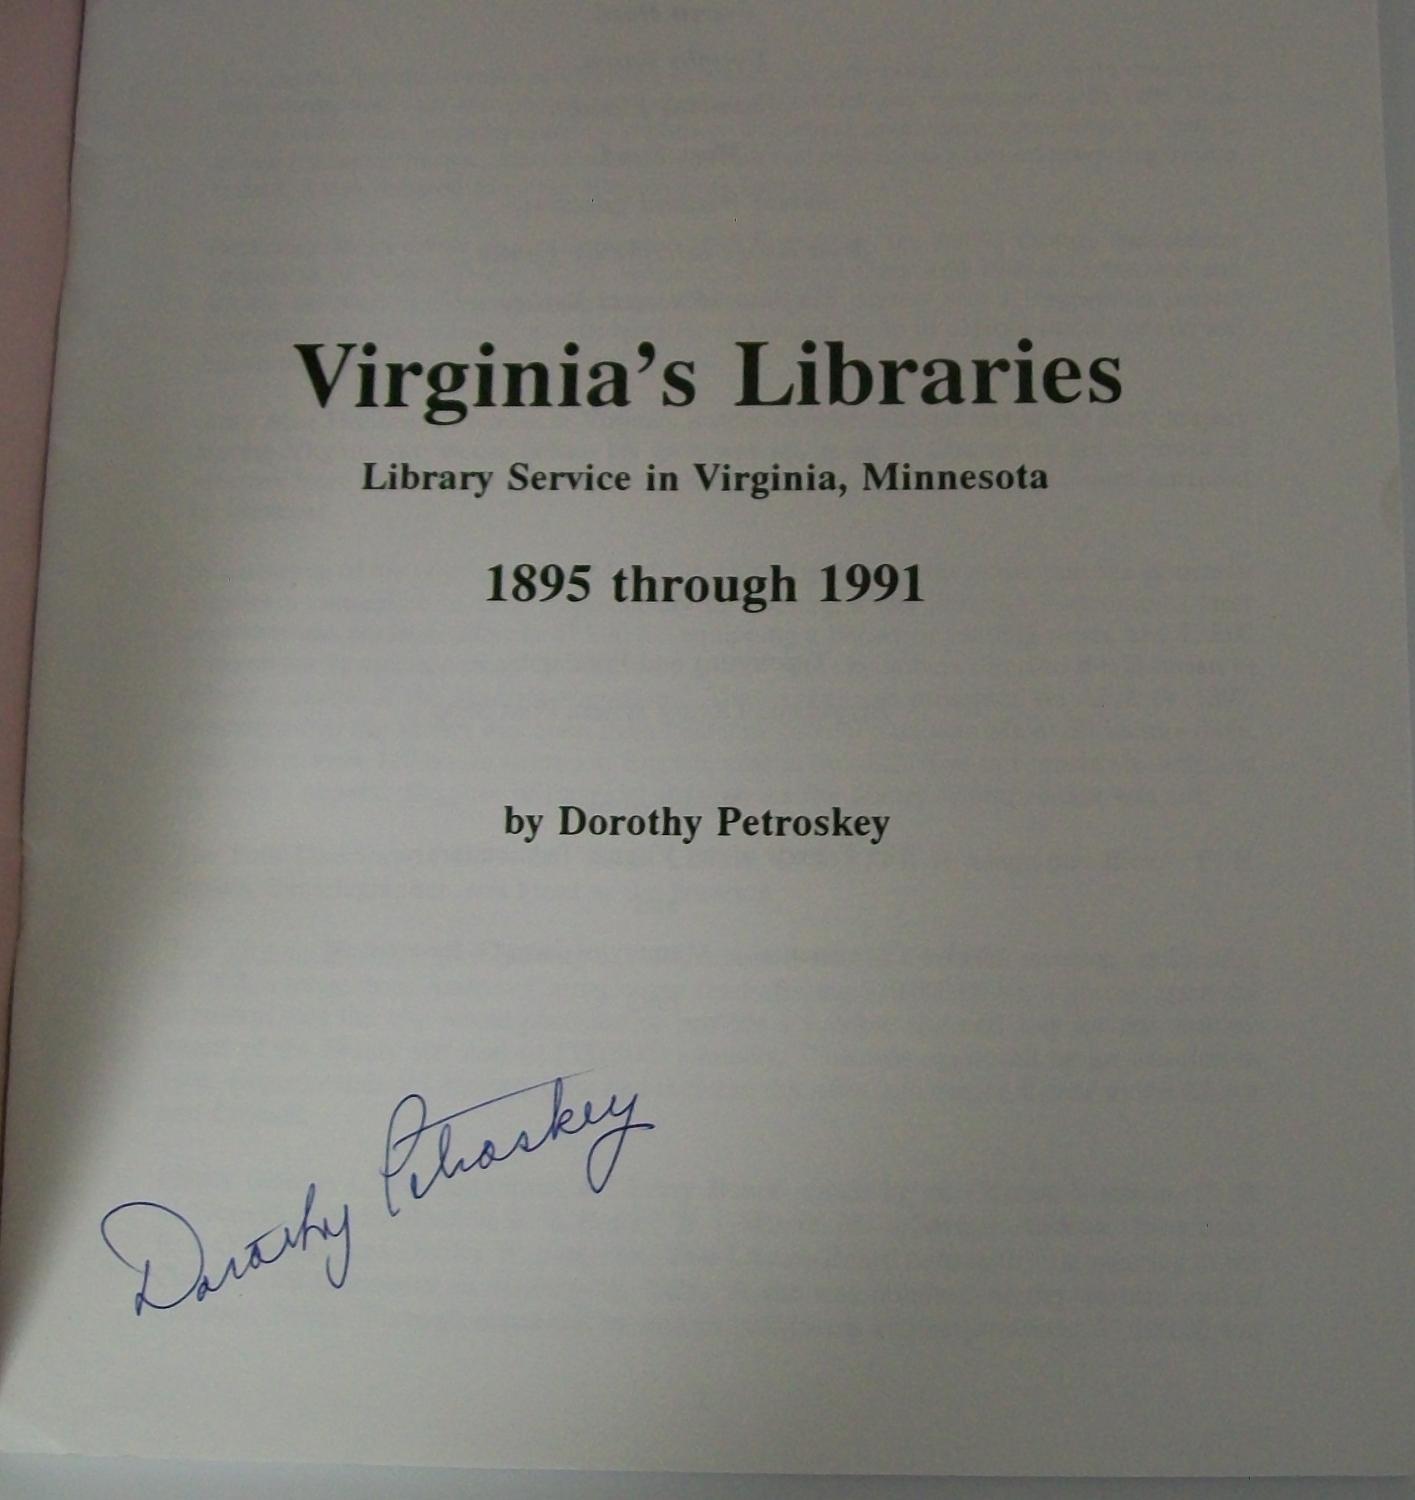 Virginia's Libraries
Library Service in Virginia, Minnesota
1895 through 1991
by Dorothy Petroskey
Dorothy Petroskey